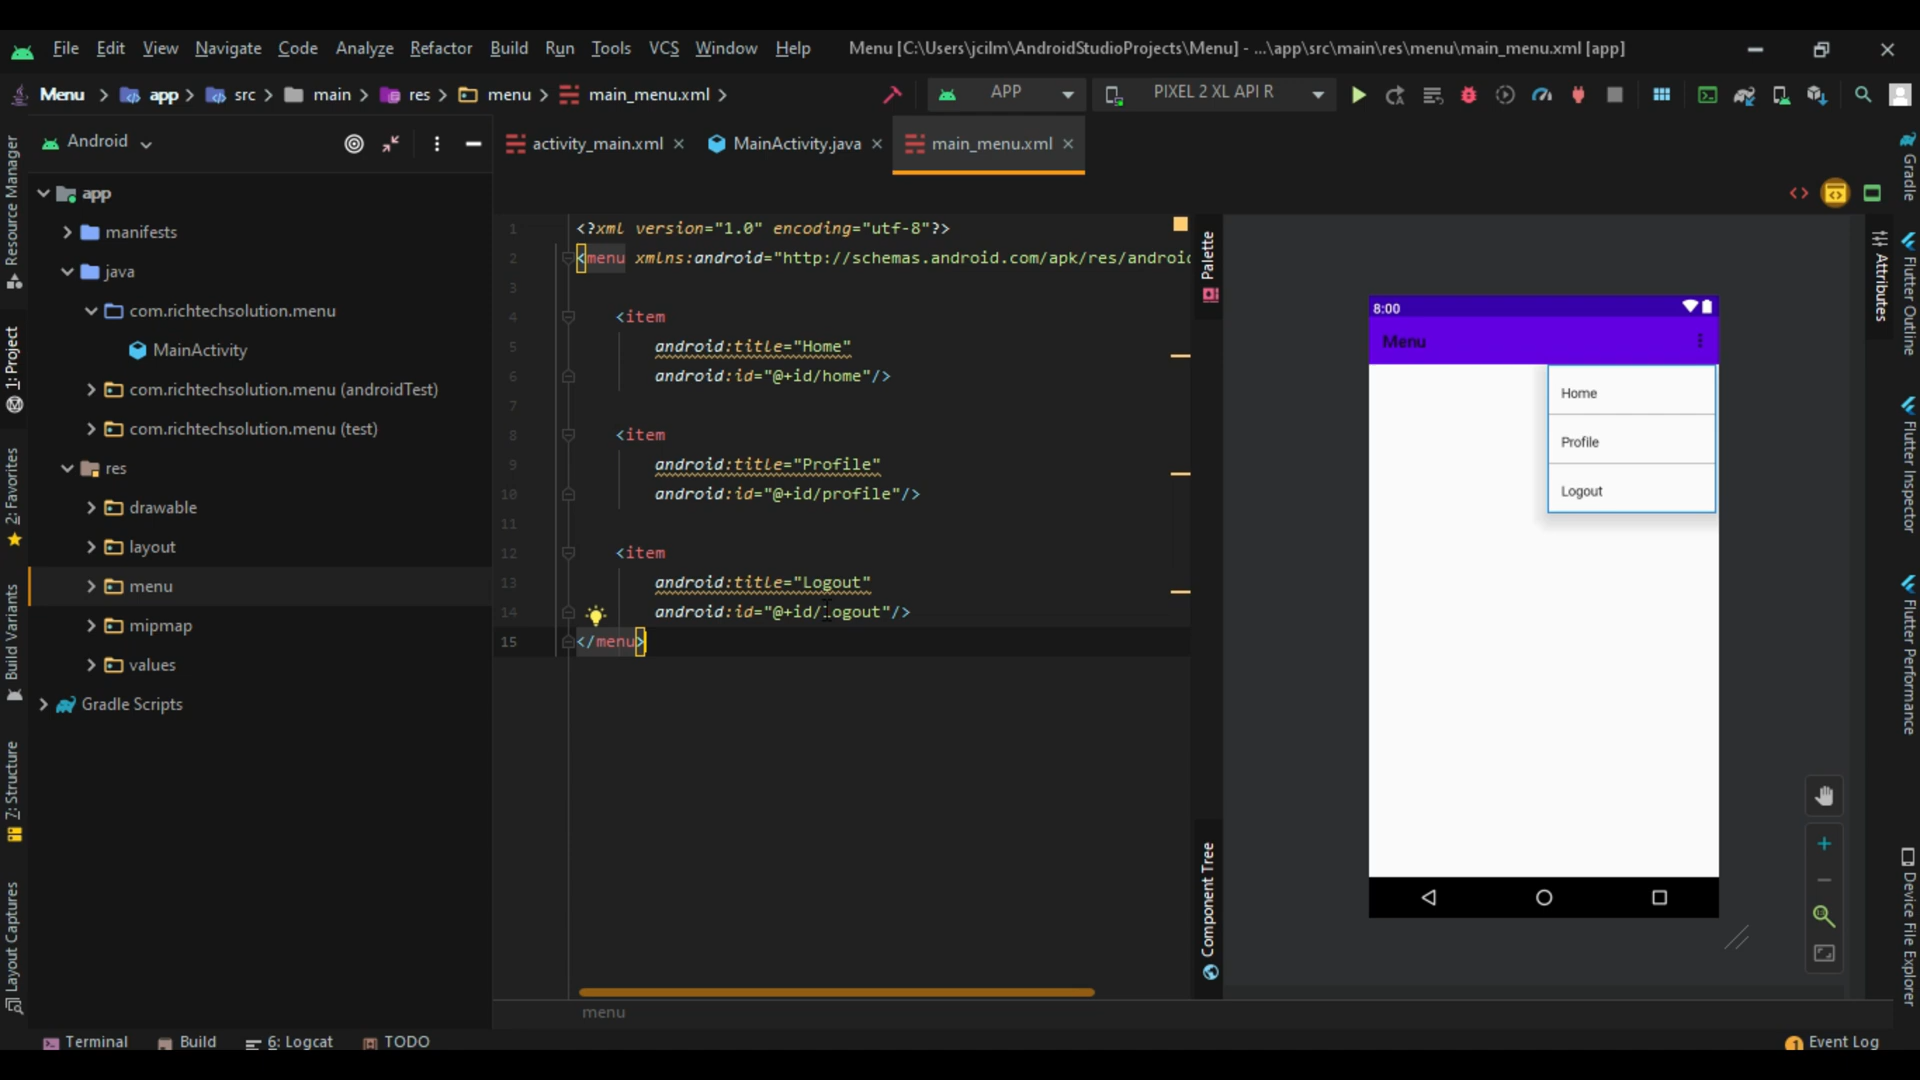 File Edit View Navigate Code Analyze Refactor Build Run Tools VCS Window Help Menu [C:\Users\jcilm\AndroidStudioProjects\Menu] - ...\app\src\main\res\menu\main_menu.xml [app]
Menu app src main res menu main_menu.xml APP PIXEL 2 XL API R
Android
activity_main.xml MainActivity.java main_menu.xml
app
manifests
java
com.richtechsolution.menu
MainActivity
com.richtechsolution.menu (androidTest)
com.richtechsolution.menu (test)
res
drawable
layout
menu
mipmap
values
Gradle Scripts
Resource Manager
1: Project
2: Favorites
Build Variants
7: Structure
Layout Captures
1 <?xml version="1.0" encoding="utf-8"?>
2 <menu xmlns:android="http://schemas.android.com/apk/res/android
3
4 <item
5 android:title="Home"
6 android:id="@+id/home"/>
7
8 <item
9 android:title="Profile"
10 android:id="@+id/profile"/>
11
12 <item
13 android:title="Logout"
14 android:id="@+id/logout"/>
15 </menu>
menu
Palette
Component Tree
8:00
Menu
Home
Profile
Logout
Attributes
Gradle
Flutter Outline
Flutter Inspector
Flutter Performance
Device File Explorer
Terminal Build 6: Logcat TODO 1 Event Log